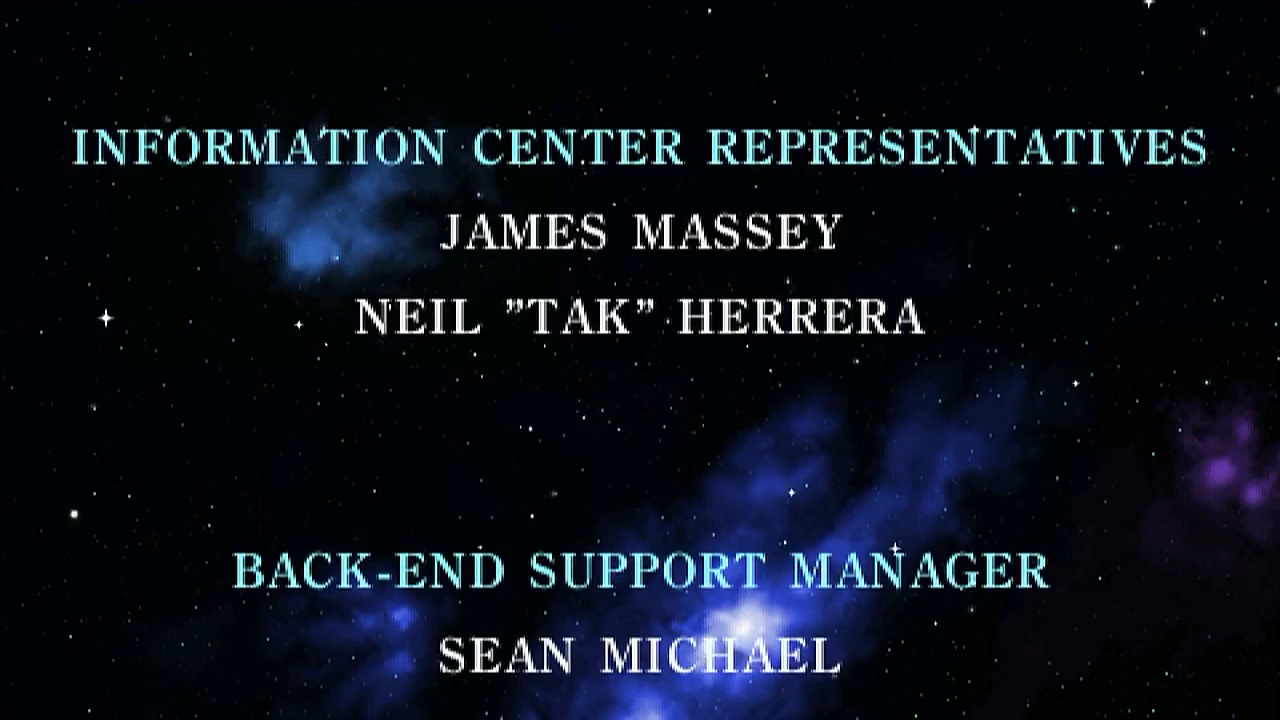 INFORMATION CENTER REPRESENTATIVES
JAMES MASSEY
NEIL ”TAK” HERRERA
BACK-END SUPPORT MANAGER
SEAN MICHAEL